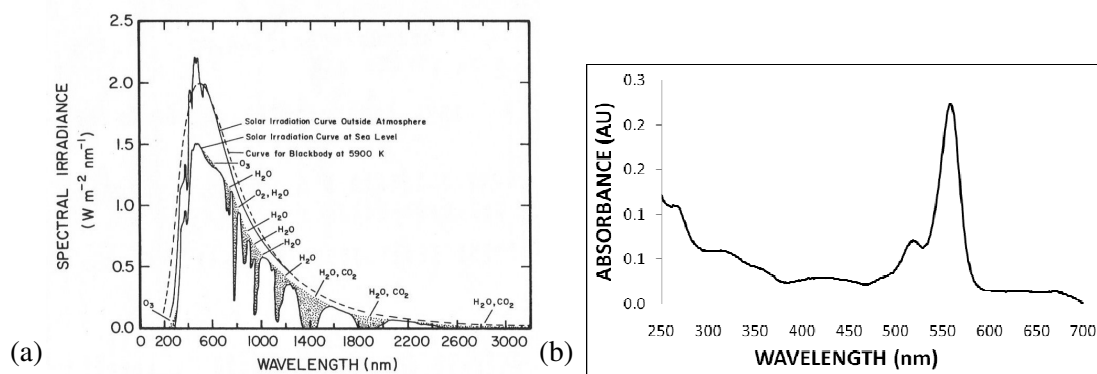 (a)
SPECTRAL IRRADIANCE
(W m⁻² nm⁻¹)
2.5
2.0
1.5
1.0
0.5
0.0
Solar Irradiation Curve Outside Atmosphere
Solar Irradiation Curve at Sea Level
Curve for Blackbody at 5900 K
O₃
H₂O
O₂, H₂O
H₂O
H₂O
H₂O
H₂O
H₂O, CO₂
H₂O, CO₂
H₂O, CO₂
O₃
0 200 600 1000 1400 1800 2200 2600 3000
WAVELENGTH (nm)
(b)
ABSORBANCE (AU)
0.3
0.2
0.2
0.1
0.1
0.0
250 300 350 400 450 500 550 600 650 700
WAVELENGTH (nm)